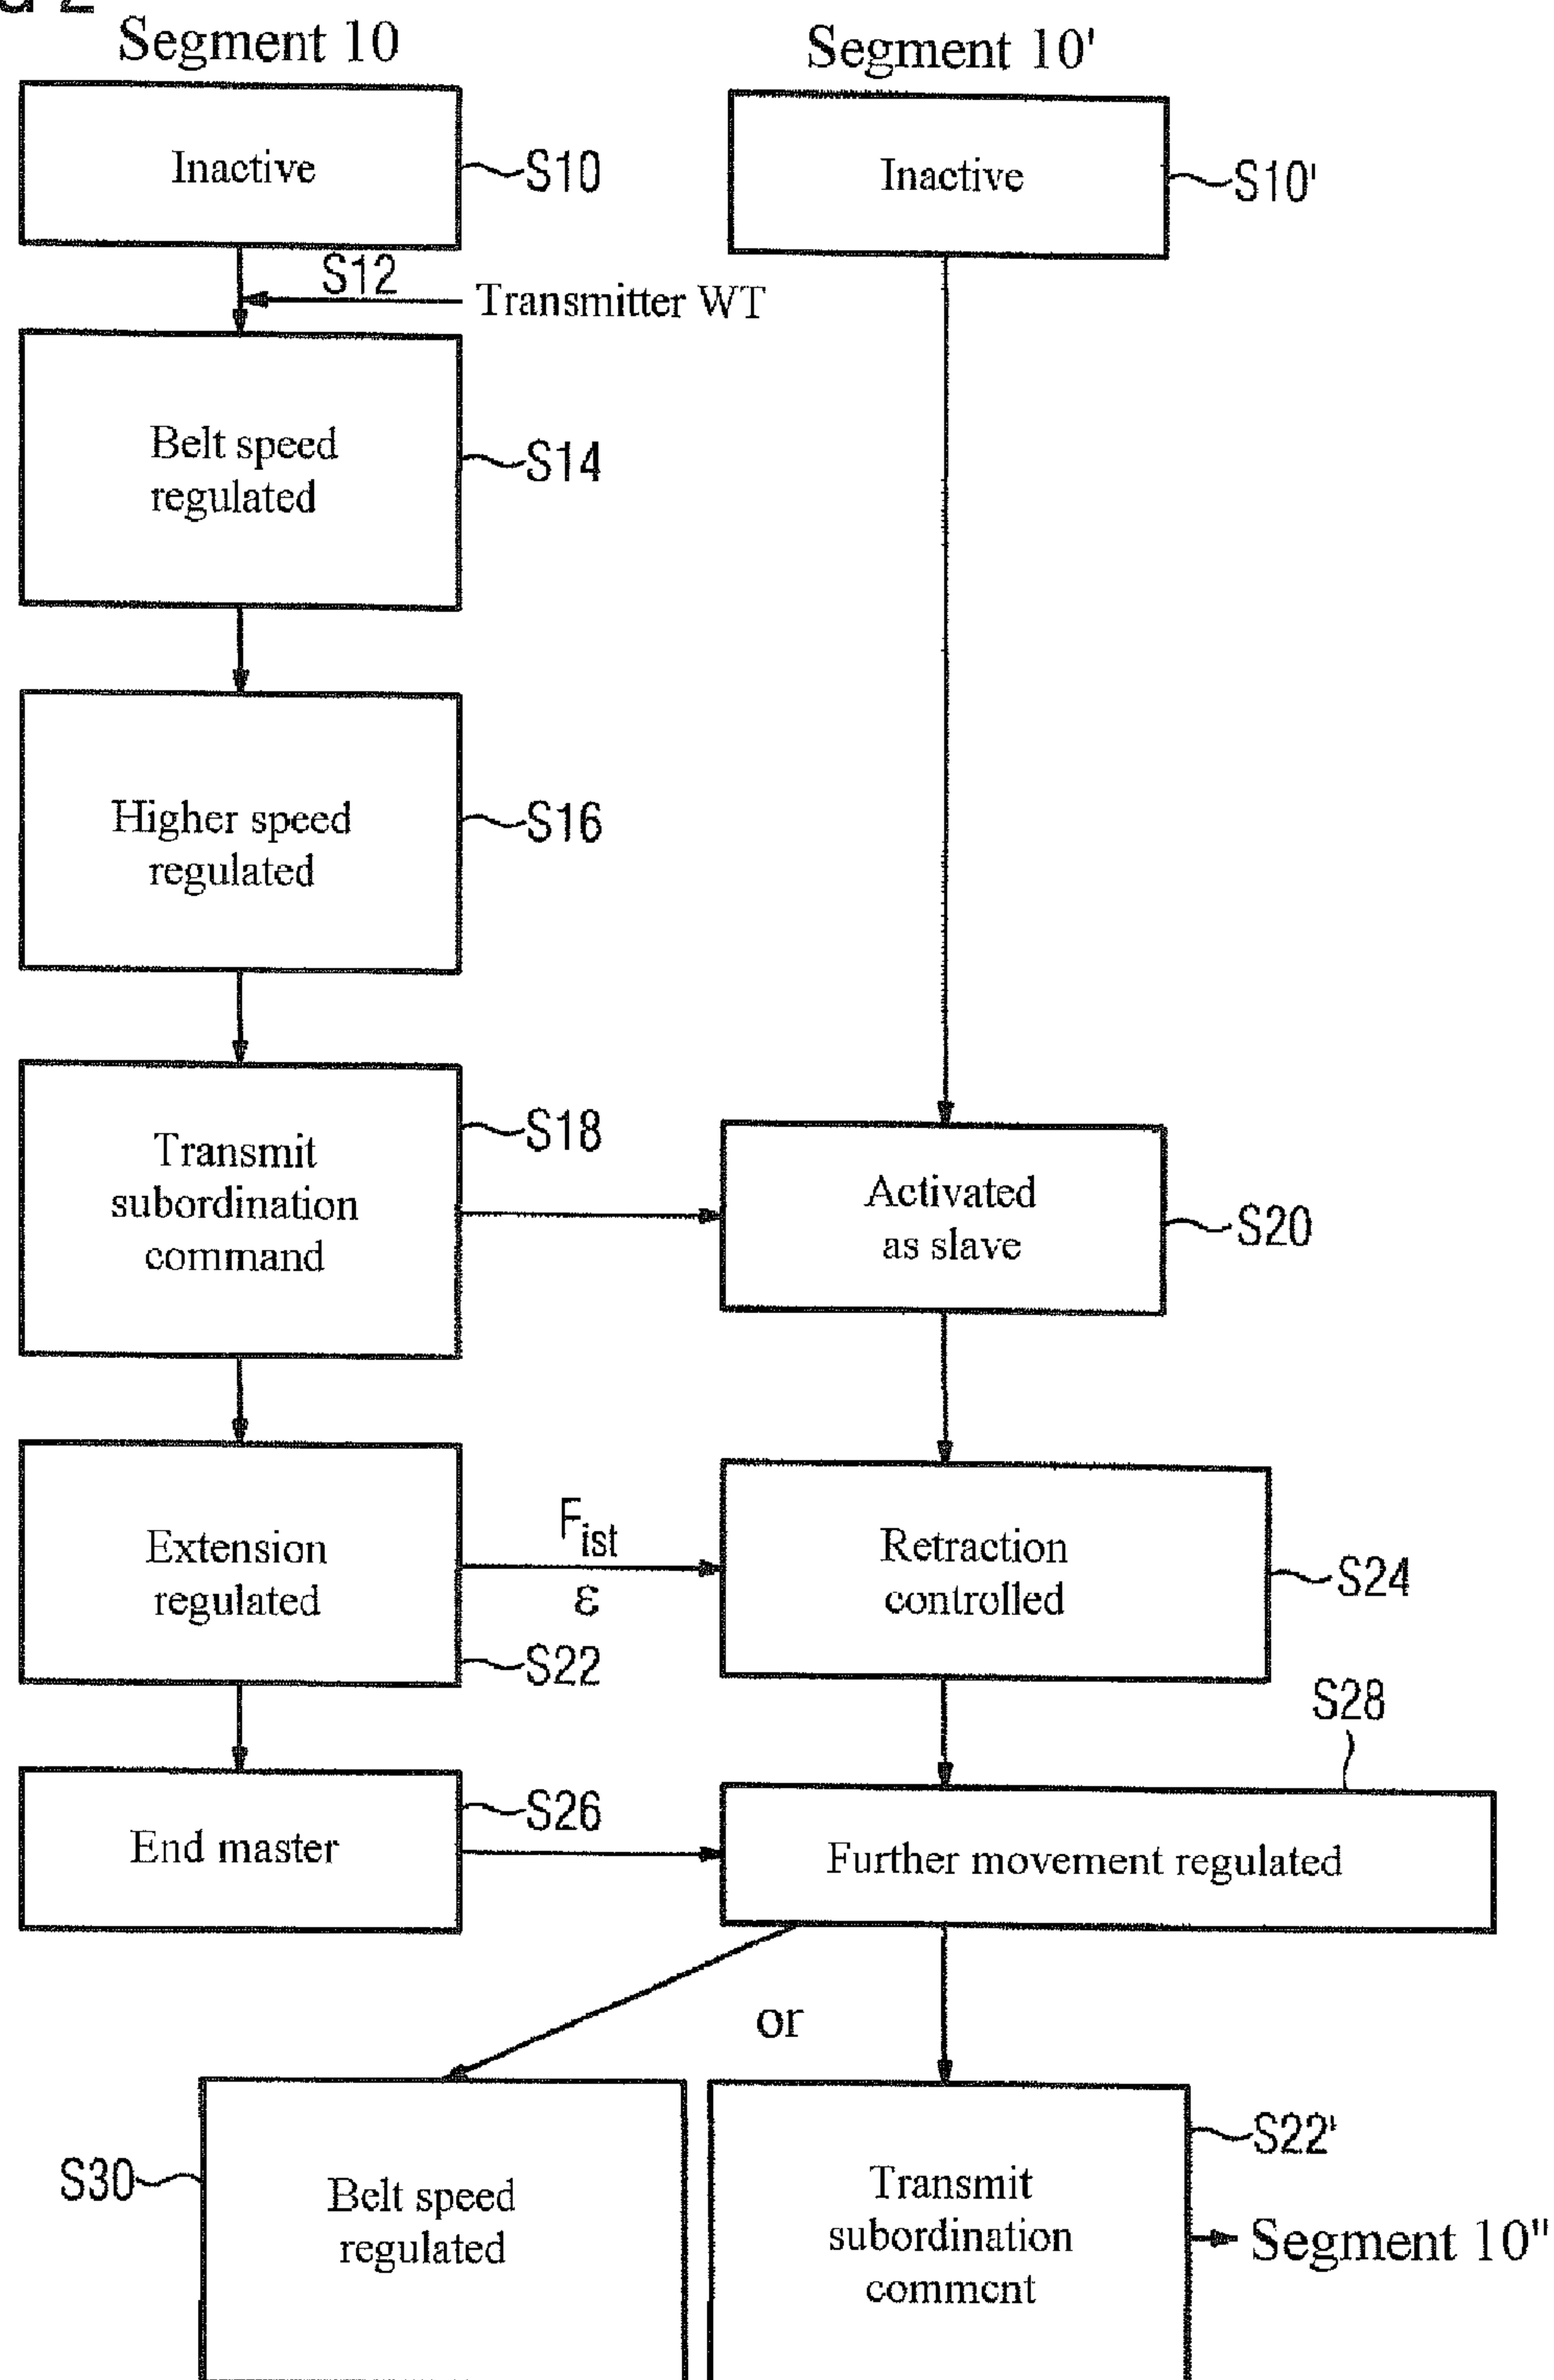 Segment 10
Segment 10'
Inactive
S10
Inactive
S10'
S12
Transmitter WT
Belt speed
regulated
S14
Higher speed
regulated
S16
Transmit
subordination
command
S18
Activated
as slave
S20
Extension
regulated
S22
Fist
ε
Retraction
controlled
S24
End master
S26
S28
Further movement regulated
or
S30
Belt speed
regulated
Transmit
subordination
comment
S22'
Segment 10"